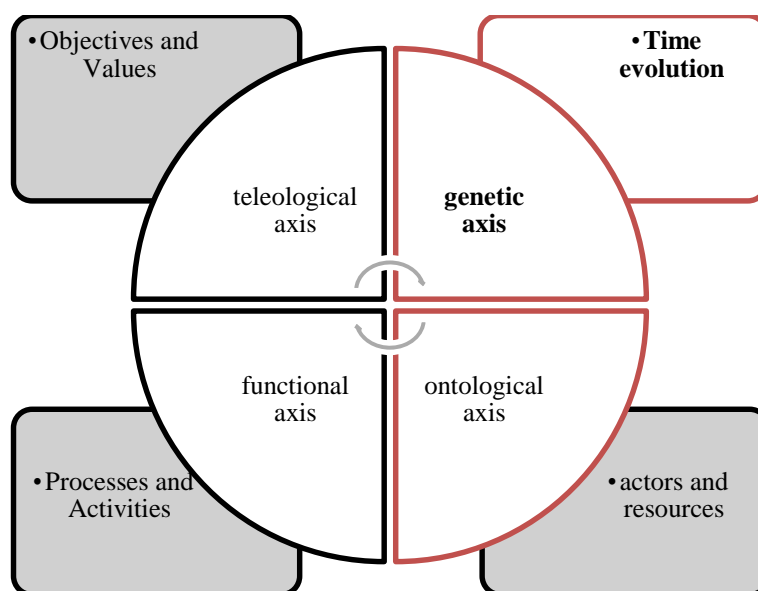 •Objectives and
Values
•Time
evolution
teleological
axis
genetic
axis
functional
axis
ontological
axis
•Processes and
Activities
•actors and
resources